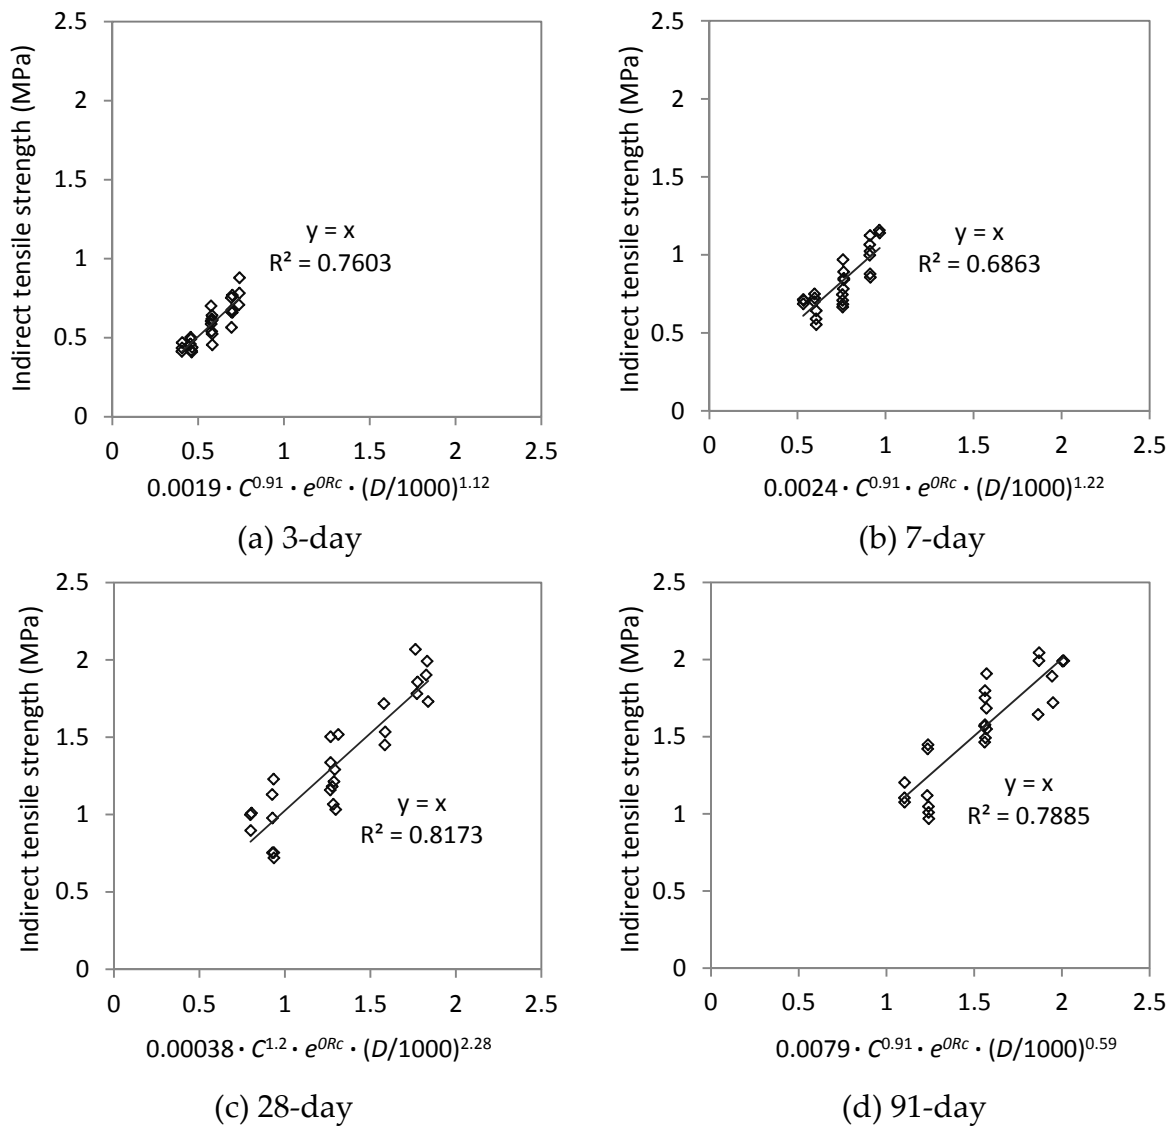 Indirect tensile strength (MPa)
2.5
2
1.5
1
0.5
0
y = x
R² = 0.7603
0 0.5 1 1.5 2 2.5
0.0019 · C^0.91 · e^0Rc · (D/1000)^1.12
(a) 3-day
Indirect tensile strength (MPa)
2.5
2
1.5
1
0.5
0
y = x
R² = 0.6863
0 0.5 1 1.5 2 2.5
0.0024 · C^0.91 · e^0Rc · (D/1000)^1.22
(b) 7-day
Indirect tensile strength (MPa)
2.5
2
1.5
1
0.5
0
y = x
R² = 0.8173
0 0.5 1 1.5 2 2.5
0.00038 · C^1.2 · e^0Rc · (D/1000)^2.28
(c) 28-day
Indirect tensile strength (MPa)
2.5
2
1.5
1
0.5
0
y = x
R² = 0.7885
0 0.5 1 1.5 2 2.5
0.0079 · C^0.91 · e^0Rc · (D/1000)^0.59
(d) 91-day